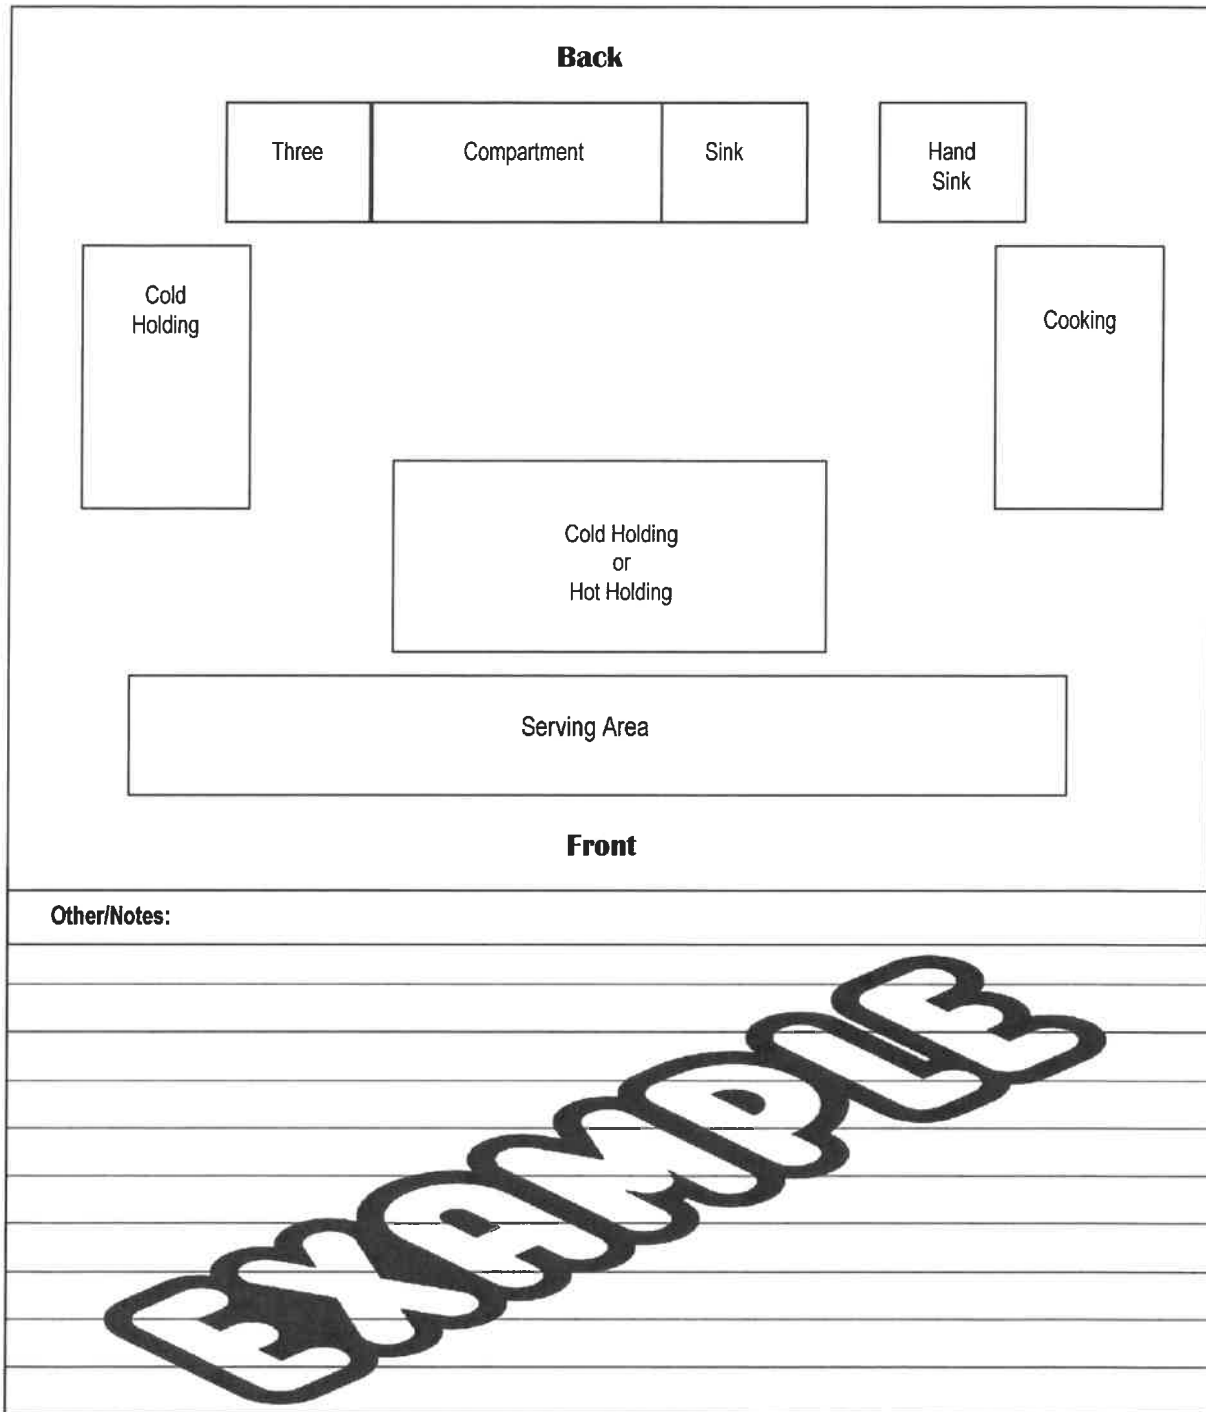 Back
Three Compartment Sink
Hand
Sink
Cold
Holding
Cooking
Cold Holding
or
Hot Holding
Serving Area
Front
Other/Notes:
EXAMPLE